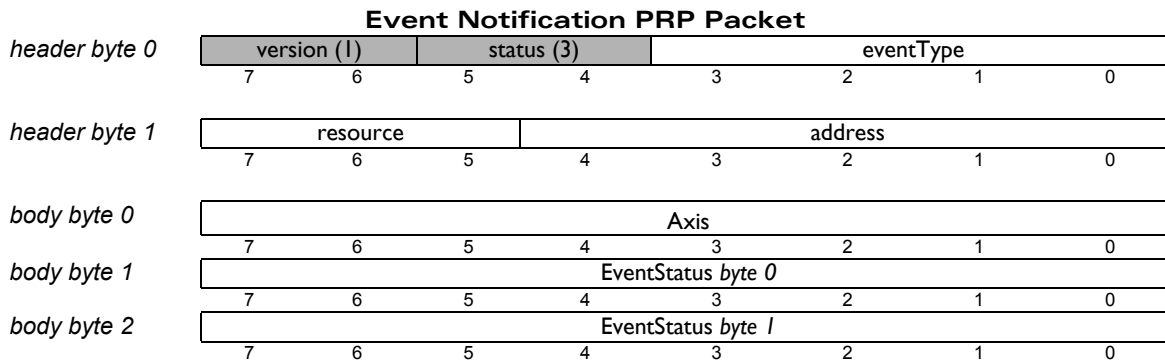 Event Notification PRP Packet
header byte 0 version (1) status (3) eventType
7 6 5 4 3 2 1 0
header byte 1 resource address
7 6 5 4 3 2 1 0
body byte 0 Axis
7 6 5 4 3 2 1 0
body byte 1 EventStatus byte 0
7 6 5 4 3 2 1 0
body byte 2 EventStatus byte 1
7 6 5 4 3 2 1 0